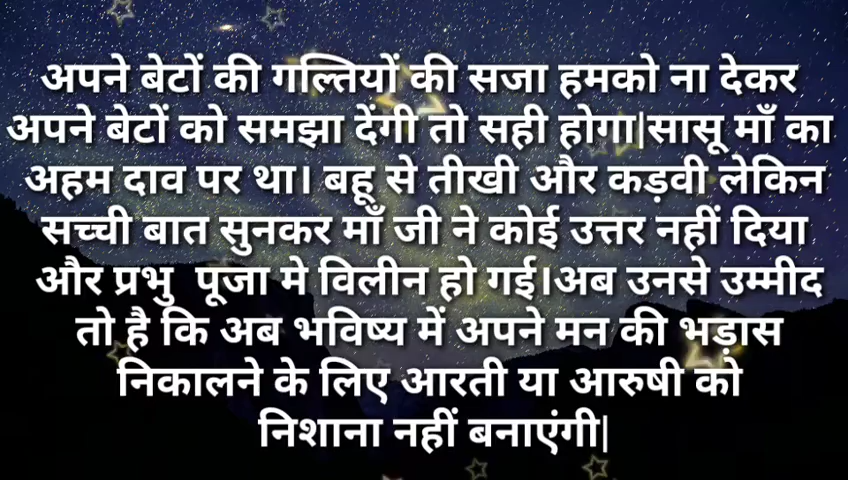 अपने बेटों की गल्तियों की सजा हमको ना देकर
अपने बेटों को समझा देंगी तो सही होगा|सासू माँ का
अहम दाव पर था। बहू से तीखी और कड़वी लेकिन
सच्ची बात सुनकर माँ जी ने कोई उत्तर नहीं दिया
और प्रभु पूजा मे विलीन हो गई।अब उनसे उम्मीद
तो है कि अब भविष्य में अपने मन की भड़ास
निकालने के लिए आरती या आरुषी को
निशाना नहीं बनाएंगी|